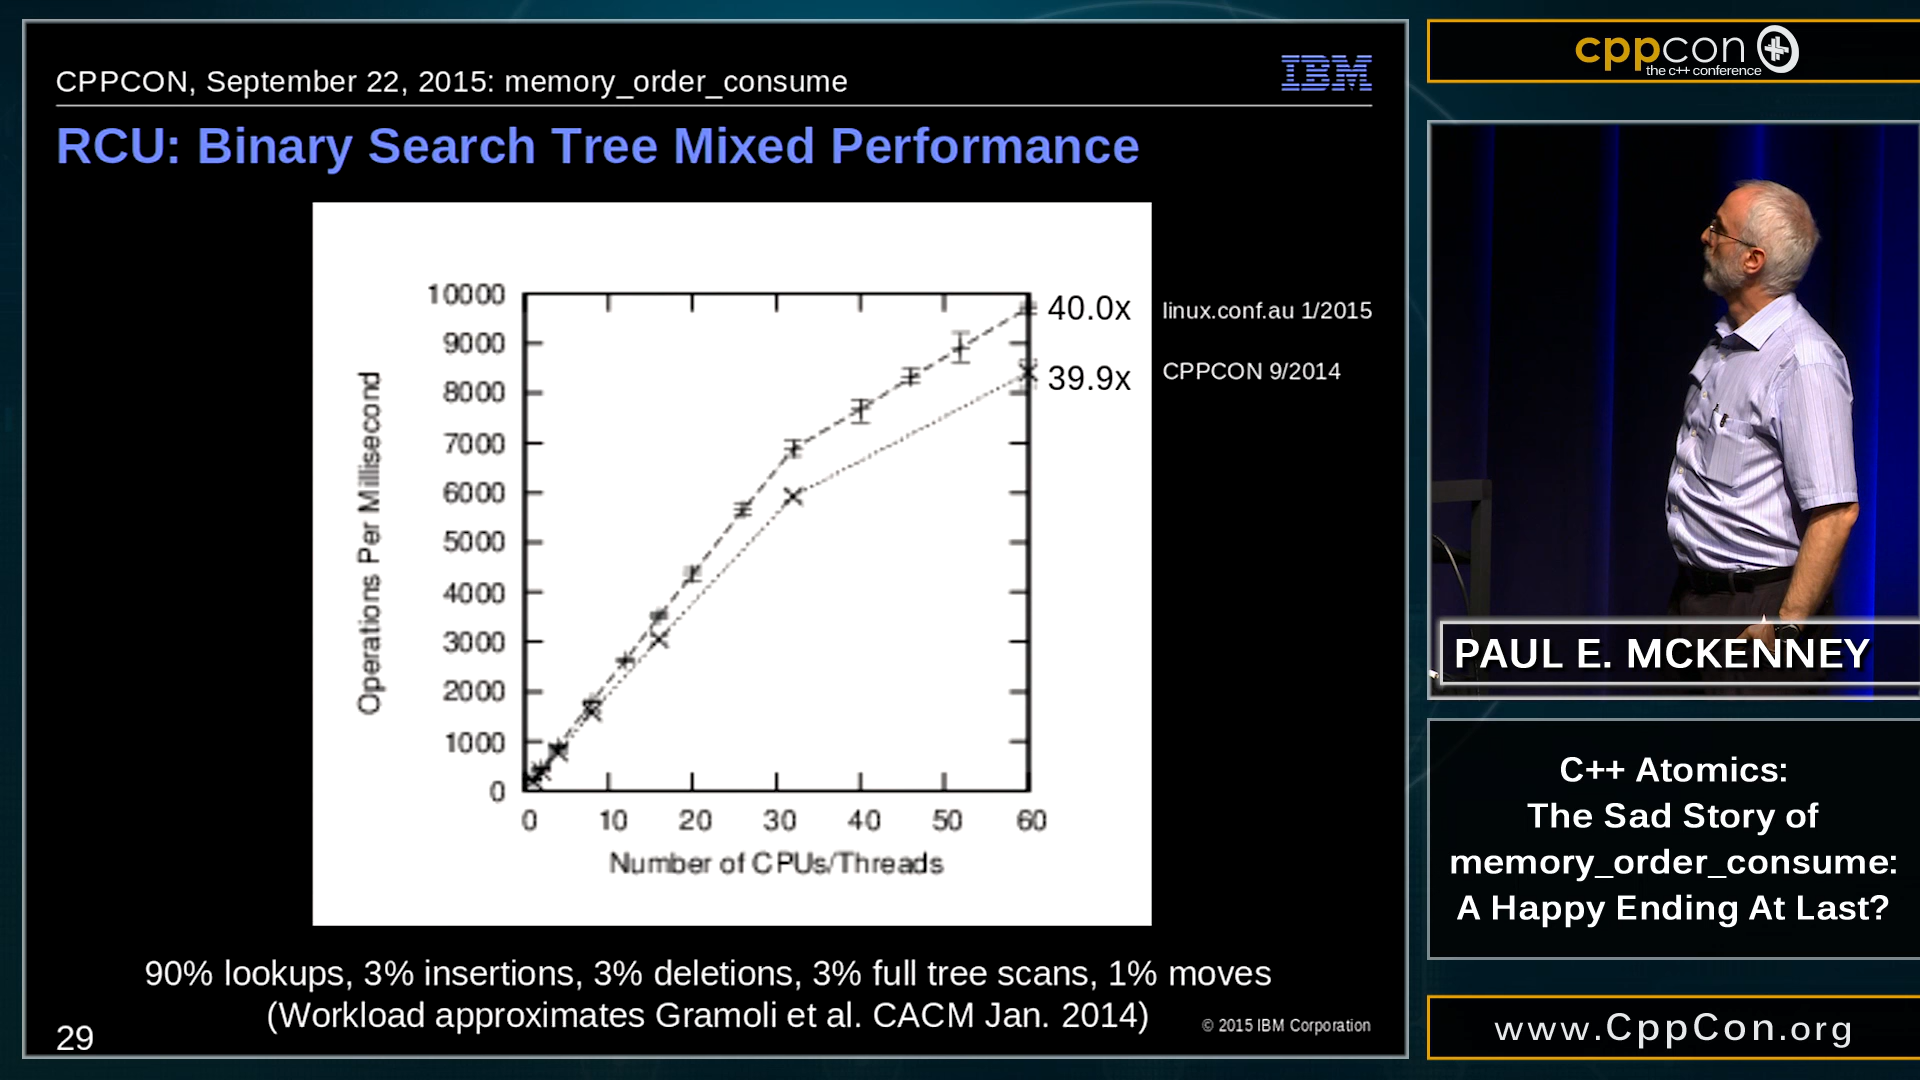 CPPCON, September 22, 2015: memory_order_consume
IBM
RCU: Binary Search Tree Mixed Performance
Operations Per Millisecond
10000
9000
8000
7000
6000
5000
4000
3000
2000
1000
0
0 10 20 30 40 50 60
Number of CPUs/Threads
40.0x linux.conf.au 1/2015
39.9x CPPCON 9/2014
90% lookups, 3% insertions, 3% deletions, 3% full tree scans, 1% moves
(Workload approximates Gramoli et al. CACM Jan. 2014)
29
© 2015 IBM Corporation
cppcon
the c++ conference
PAUL E. MCKENNEY
C++ Atomics:
The Sad Story of
memory_order_consume:
A Happy Ending At Last?
www.CppCon.org